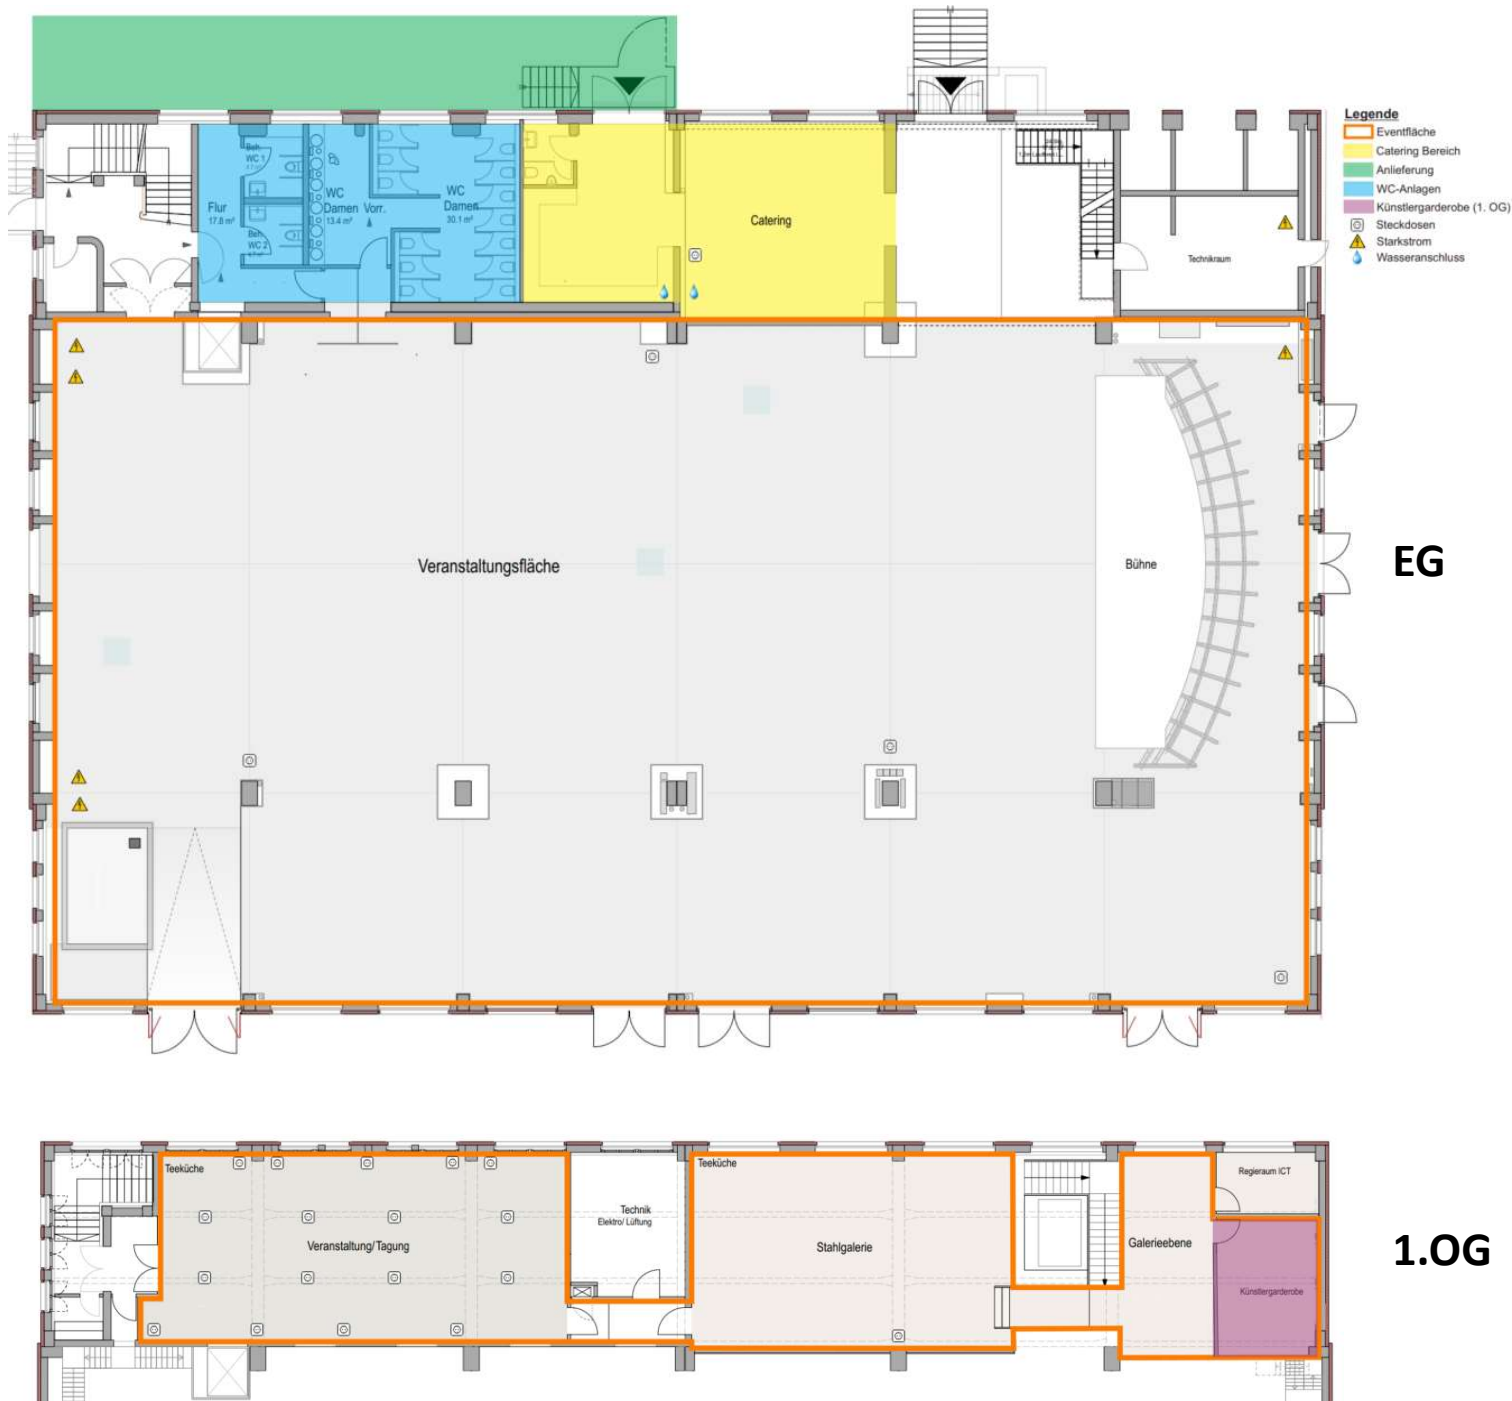 Legende
Eventfläche
Catering Bereich
Anlieferung
WC-Anlagen
Künstlergarderobe (1. OG)
Steckdosen
Starkstrom
Wasseranschluss
Beh.
WC 1
WC
Damen
13.4 m²
Vorr.
WC
Damen
30.1 m²
Flur
17.8 m²
Beh.
WC 2
Catering
Technikraum
Veranstaltungsfläche
Bühne
EG
Teeküche
Veranstaltung/Tagung
Technik
Elektro/ Lüftung
Teeküche
Stahlgalerie
Galerieebene
Regieraum ICT
Künstlergarderobe
1.OG